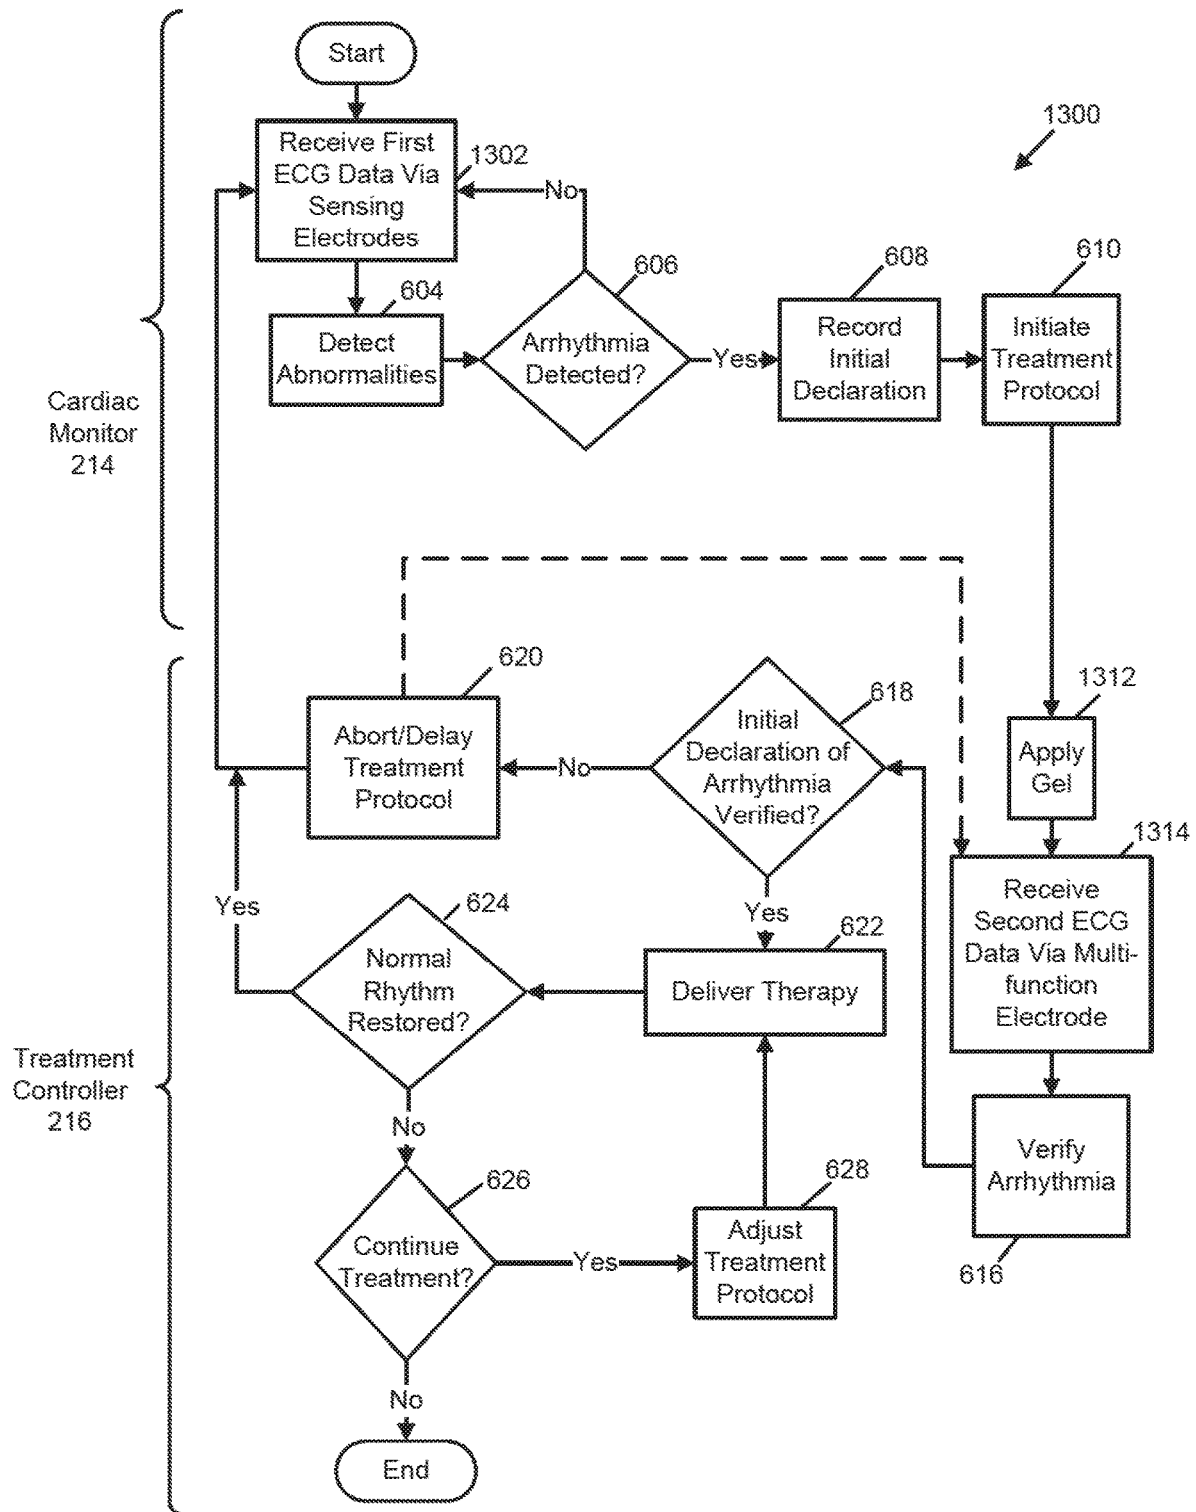 Start
1300
Receive First
ECG Data Via
Sensing
Electrodes
1302
No
604
Detect
Abnormalities
606
Arrhythmia
Detected?
Yes
608
Record
Initial
Declaration
610
Initiate
Treatment
Protocol
Cardiac
Monitor
214
620
Abort/Delay
Treatment
Protocol
No
618
Initial
Declaration of
Arrhythmia
Verified?
1312
Apply
Gel
1314
Receive
Second ECG
Data Via Multi-
function
Electrode
Yes
Yes
624
Normal
Rhythm
Restored?
622
Deliver Therapy
Treatment
Controller
216
No
Verify
Arrhythmia
616
626
Continue
Treatment?
Yes
628
Adjust
Treatment
Protocol
No
End